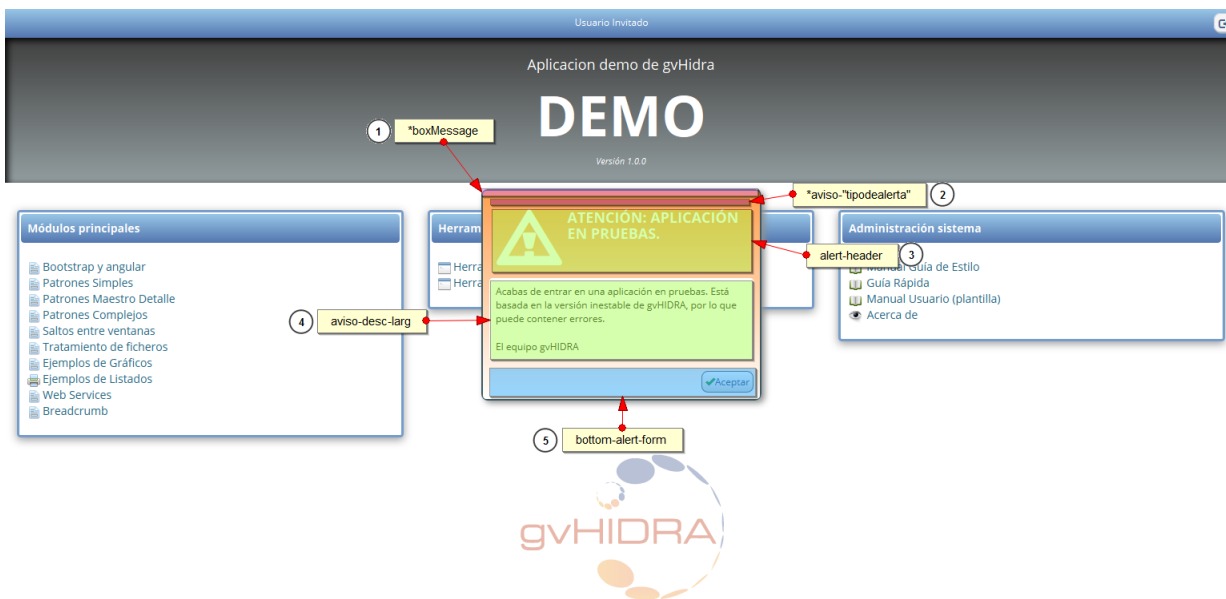 Usuario Invitado
Aplicacion demo de gvHidra
DEMO
Versión 1.0.0
1
*boxMessage
*aviso-"tipodealerta"
2
Módulos principales
Bootstrap y angular
Patrones Simples
Patrones Maestro Detalle
Patrones Complejos
Saltos entre ventanas
Tratamiento de ficheros
Ejemplos de Gráficos
Ejemplos de Listados
Web Services
Breadcrumb
Herram
Herra
Herra
ATENCIÓN: APLICACIÓN
EN PRUEBAS.
alert-header
3
Acabas de entrar en una aplicación en pruebas. Está
basada en la versión inestable de gvHIDRA, por lo que
puede contener errores.
El equipo gvHIDRA
4
aviso-desc-larg
Aceptar
5
bottom-alert-form
Administración sistema
Manual Guía de Estilo
Guía Rápida
Manual Usuario (plantilla)
Acerca de
gvHIDRA